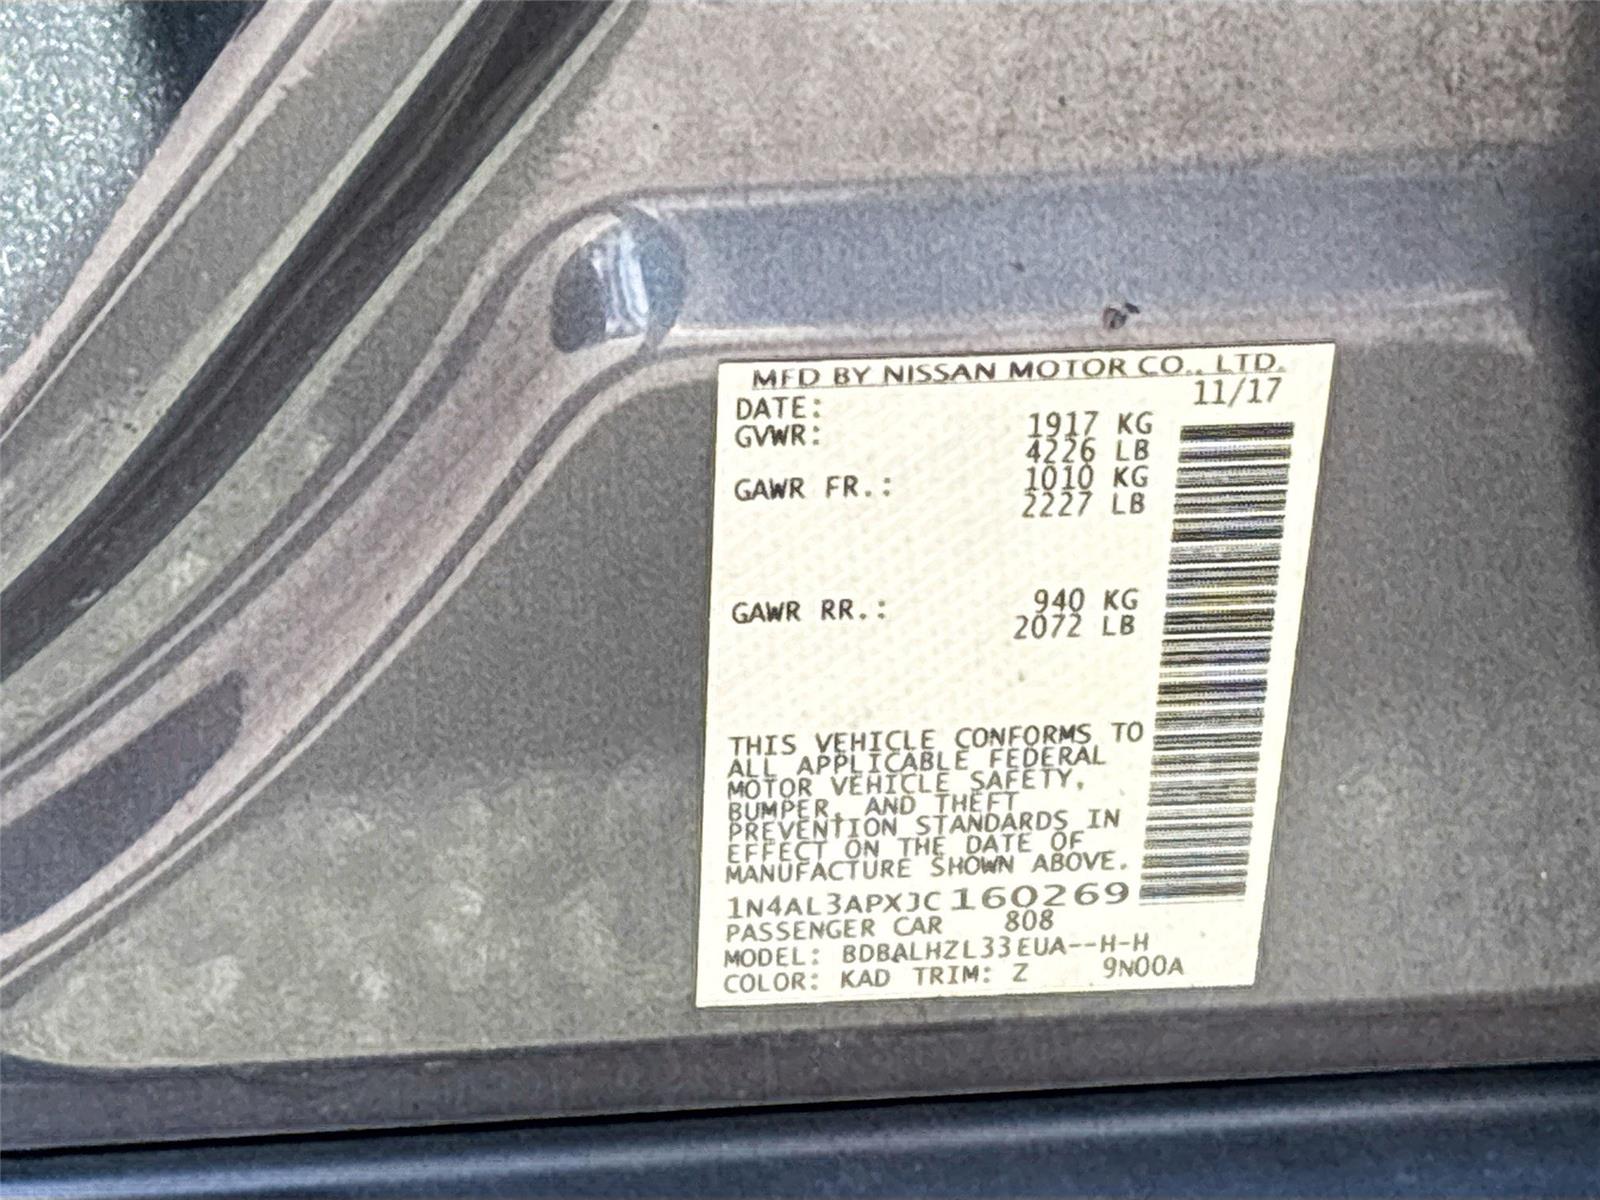 MFD BY NISSAN MOTOR CO., LTD.
DATE: 11/17
GVWR: 1917 KG
4226 LB
GAWR FR.: 1010 KG
2227 LB
GAWR RR.: 940 KG
2072 LB
THIS VEHICLE CONFORMS TO
ALL APPLICABLE FEDERAL
MOTOR VEHICLE SAFETY,
BUMPER, AND THEFT
PREVENTION STANDARDS IN
EFFECT ON THE DATE OF
MANUFACTURE SHOWN ABOVE.
1N4AL3APXJC160269
PASSENGER CAR 808
MODEL: BDBALHZL33EUA--H-H
COLOR: KAD TRIM: Z 9N00A